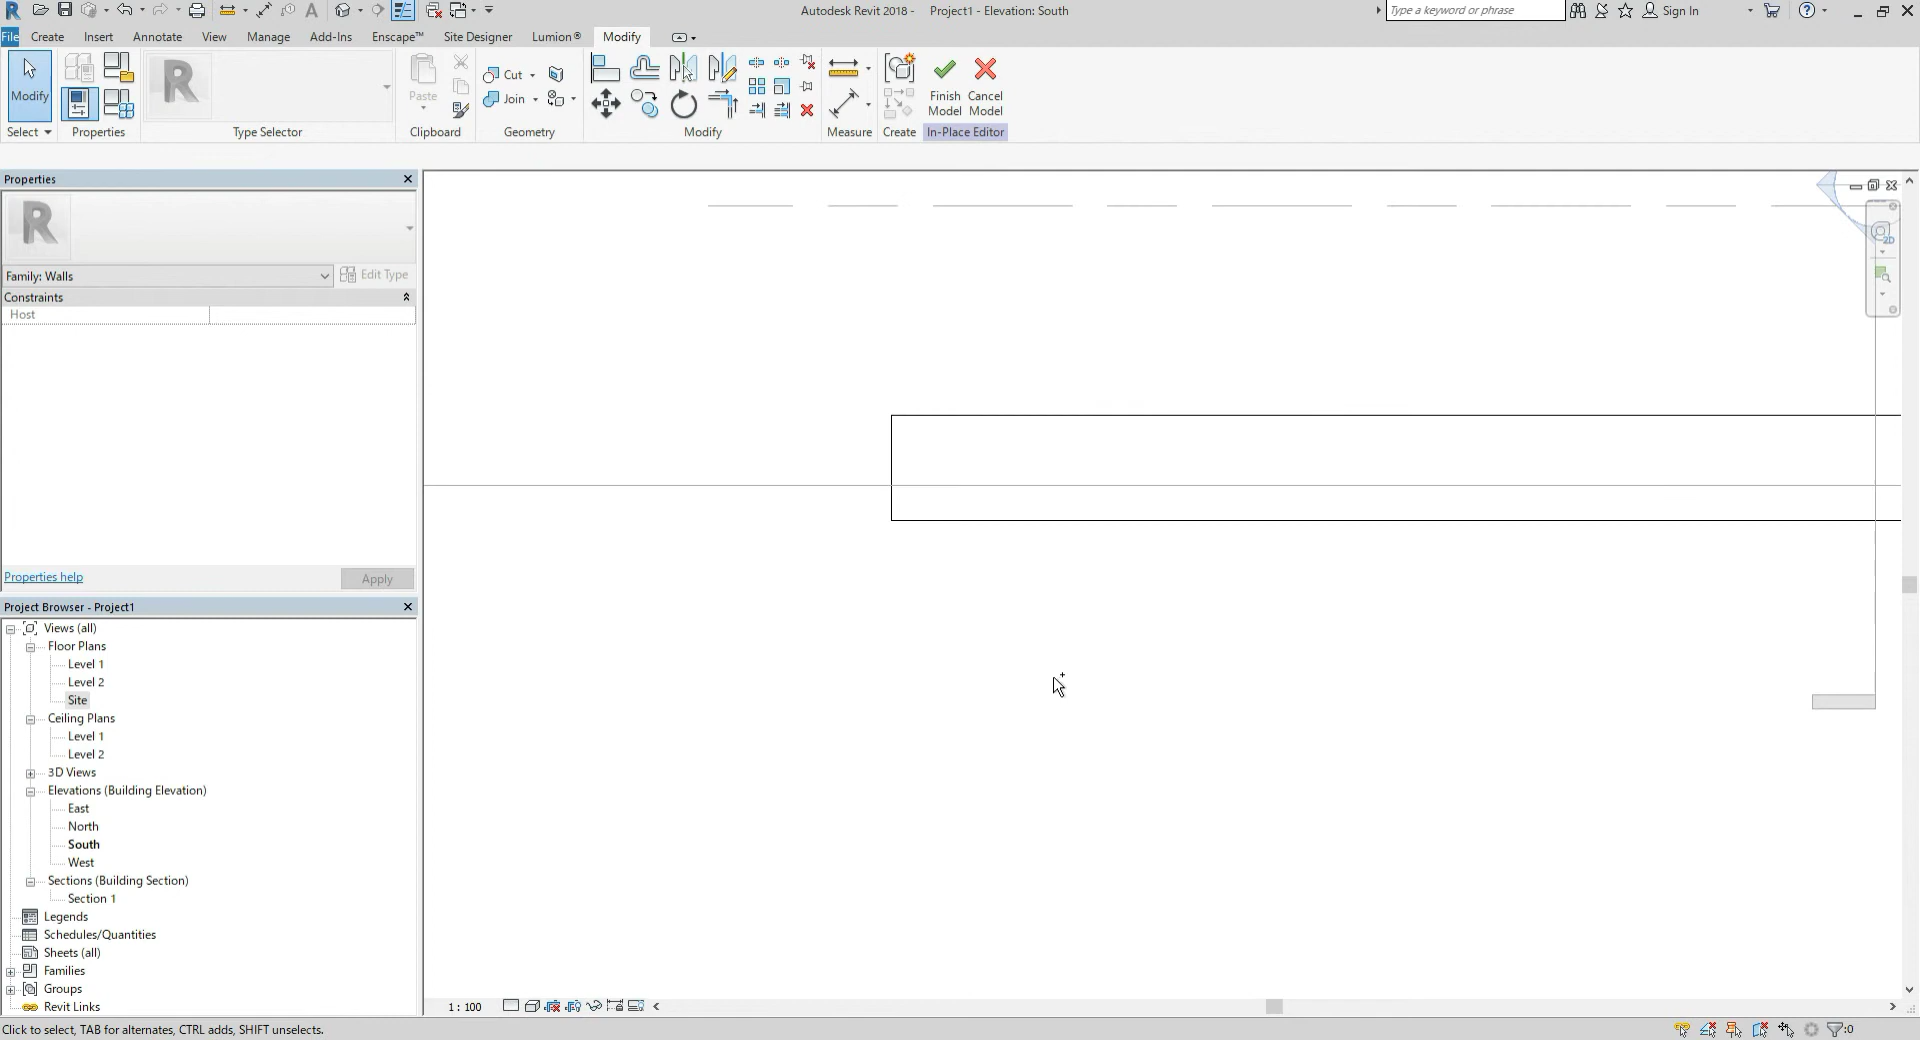 Autodesk Revit 2018 - Project1 - Elevation: South
Type a keyword or phrase
Sign In
File Create Insert Annotate View Manage Add-Ins Enscape™ Site Designer Lumion® Modify
Modify
Paste
Cut
Join
Finish Model
Cancel Model
Select Properties Type Selector Clipboard Geometry Modify Measure Create In-Place Editor
Properties
Family: Walls
Edit Type
Constraints
Host
Properties help
Apply
Project Browser - Project1
Views (all)
Floor Plans
Level 1
Level 2
Site
Ceiling Plans
Level 1
Level 2
3D Views
Elevations (Building Elevation)
East
North
South
West
Sections (Building Section)
Section 1
Legends
Schedules/Quantities
Sheets (all)
Families
Groups
Revit Links
2D
1 : 100
Click to select, TAB for alternates, CTRL adds, SHIFT unselects.
:0